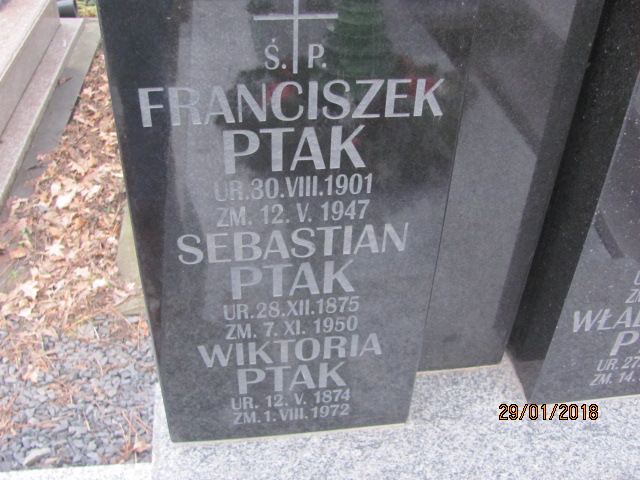 Ś. P.
FRANCISZEK
PTAK
UR.30.VIII.1901
ZM. 12. V. 1947
SEBASTIAN
PTAK
UR.28.XII.1875
ZM. 7. XI. 1950
WIKTORIA
PTAK
UR. 12. V. 1874
ZM.1.VIII.1972
29/01/2018